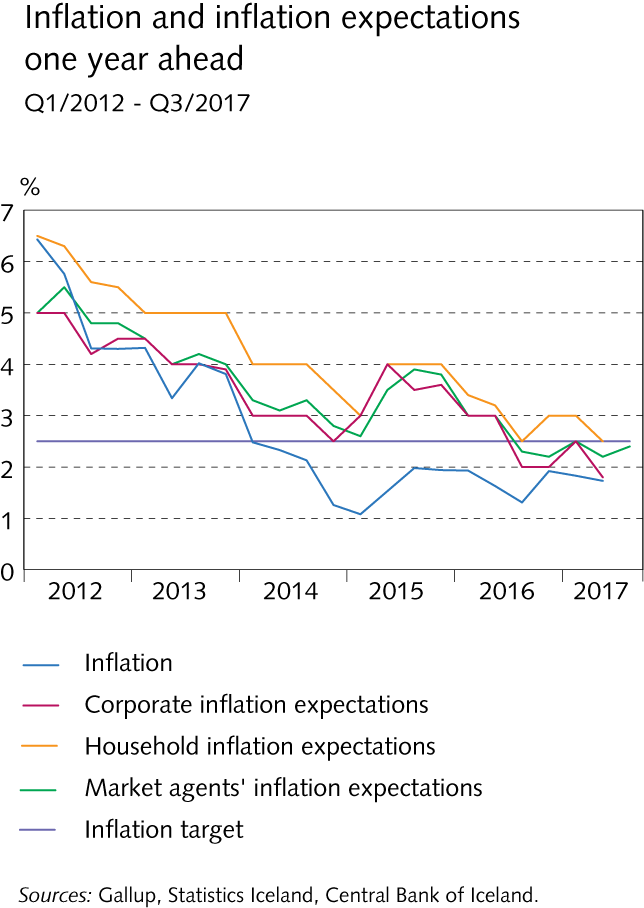 Inflation and inflation expectations
one year ahead
Q1/2012 - Q3/2017
%
7
6
5
4
3
2
1
0
2012 2013 2014 2015 2016 2017
Inflation
Corporate inflation expectations
Household inflation expectations
Market agents' inflation expectations
Inflation target
Sources: Gallup, Statistics Iceland, Central Bank of Iceland.